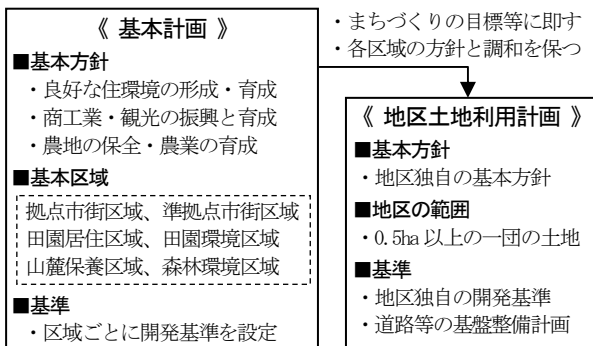 《 基本計画 》
■基本方針
・良好な住環境の形成・育成
・商工業・観光の振興と育成
・農地の保全・農業の育成
■基本区域
拠点市街区域、準拠点市街区域
田園居住区域、田園環境区域
山麓保養区域、森林環境区域
■基準
・区域ごとに開発基準を設定
・まちづくりの目標等に即す
・各区域の方針と調和を保つ
《 地区土地利用計画 》
■基本方針
・地区独自の基本方針
■地区の範囲
・0.5ha 以上の一団の土地
■基準
・地区独自の開発基準
・道路等の基盤整備計画